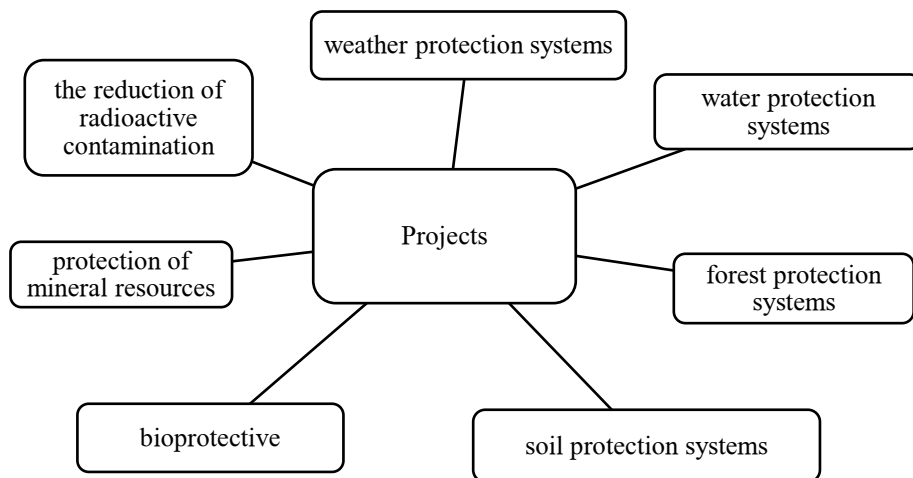 weather protection systems
the reduction of
radioactive
contamination
water protection
systems
Projects
protection of
mineral resources
forest protection
systems
bioprotective
soil protection systems